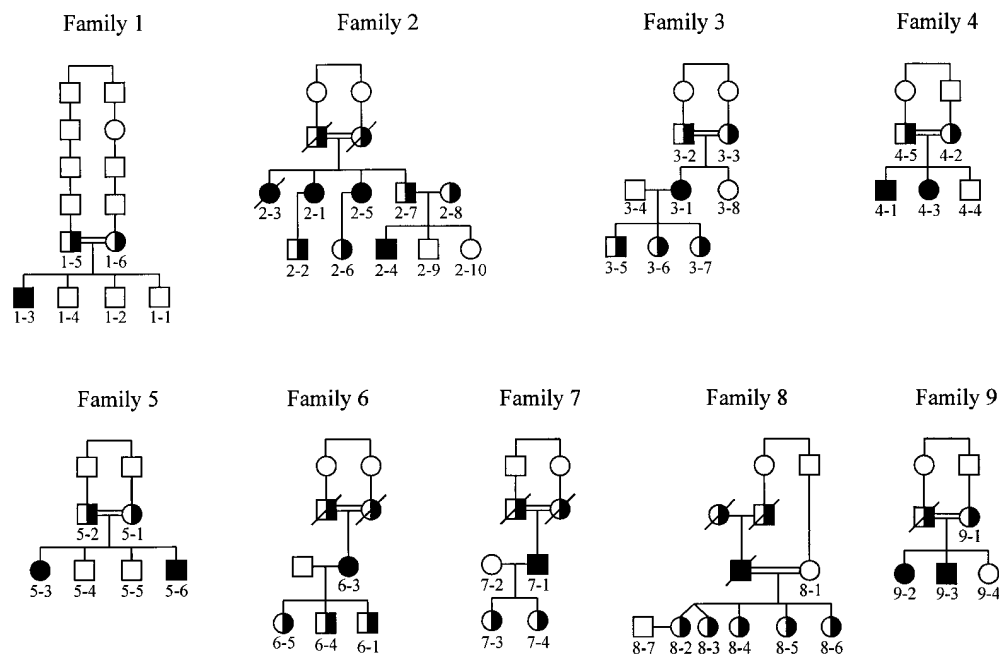 Family 1
Family 2
Family 3
Family 4
1-5 1-6
1-3 1-4 1-2 1-1
2-3 2-1 2-5 2-7 2-8
2-2 2-6 2-4 2-9 2-10
3-2 3-3
3-4 3-1 3-8
3-5 3-6 3-7
4-5 4-2
4-1 4-3 4-4
Family 5
Family 6
Family 7
Family 8
Family 9
5-2 5-1
5-3 5-4 5-5 5-6
6-3
6-5 6-4 6-1
7-2 7-1
7-3 7-4
8-1
8-7 8-2 8-3 8-4 8-5 8-6
9-1
9-2 9-3 9-4